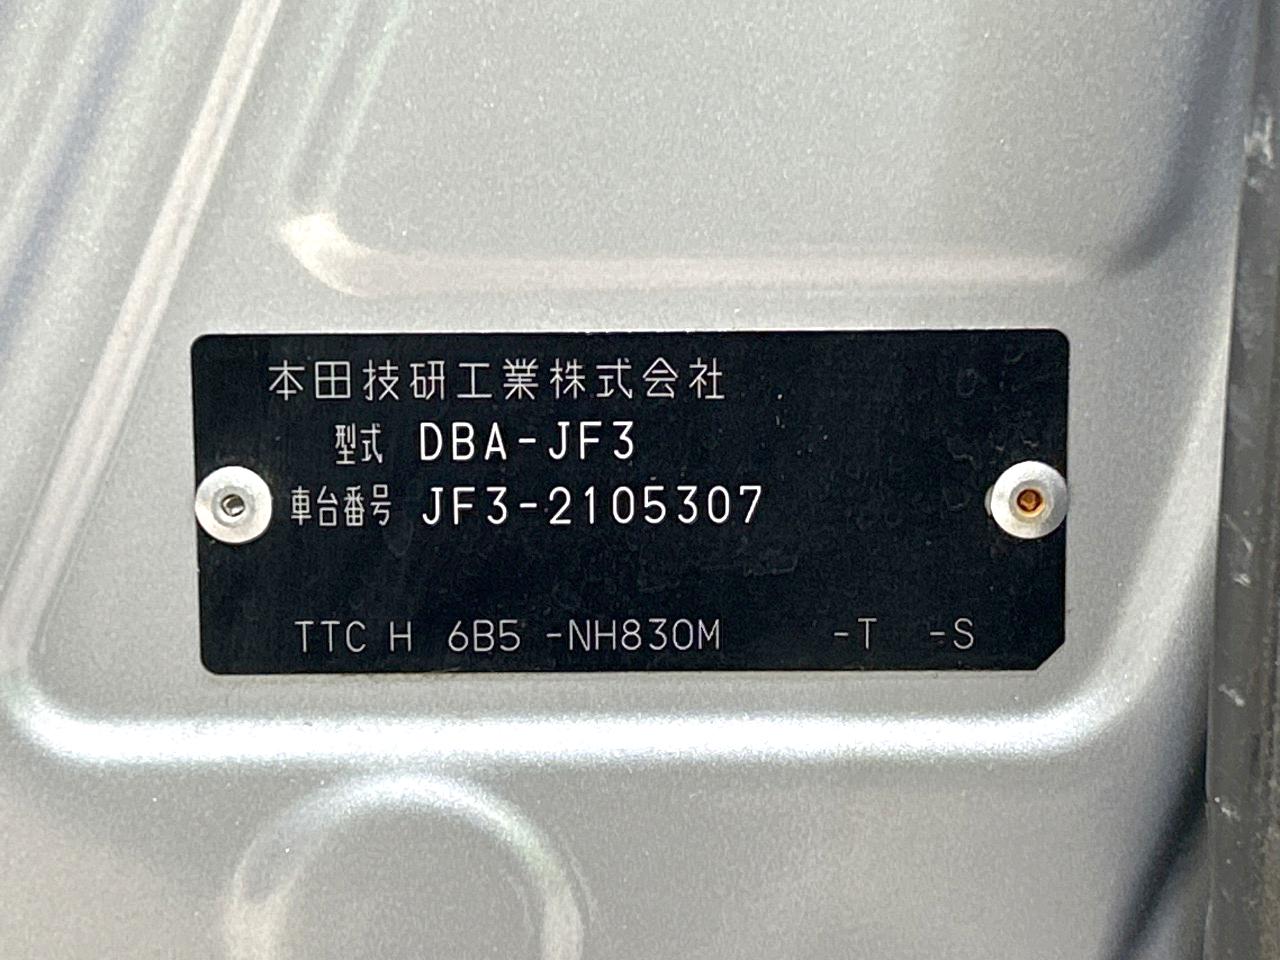 本田技研工業株式会社
型式 DBA-JF3
車台番号 JF3-2105307
TTC H 6B5 -NH830M -T -S